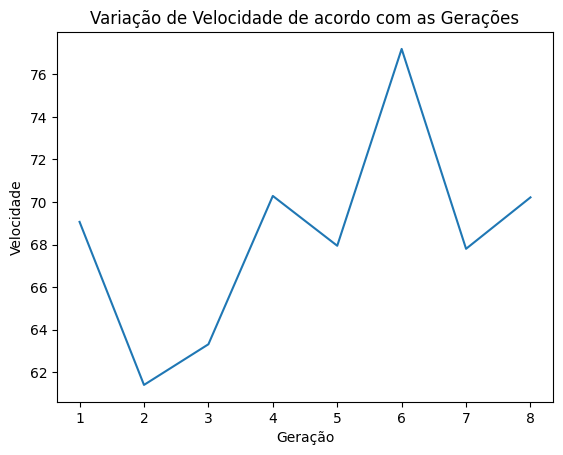 Variação de Velocidade de acordo com as Gerações
76
74
72
70
68
66
64
62
Velocidade
1 2 3 4 5 6 7 8
Geração